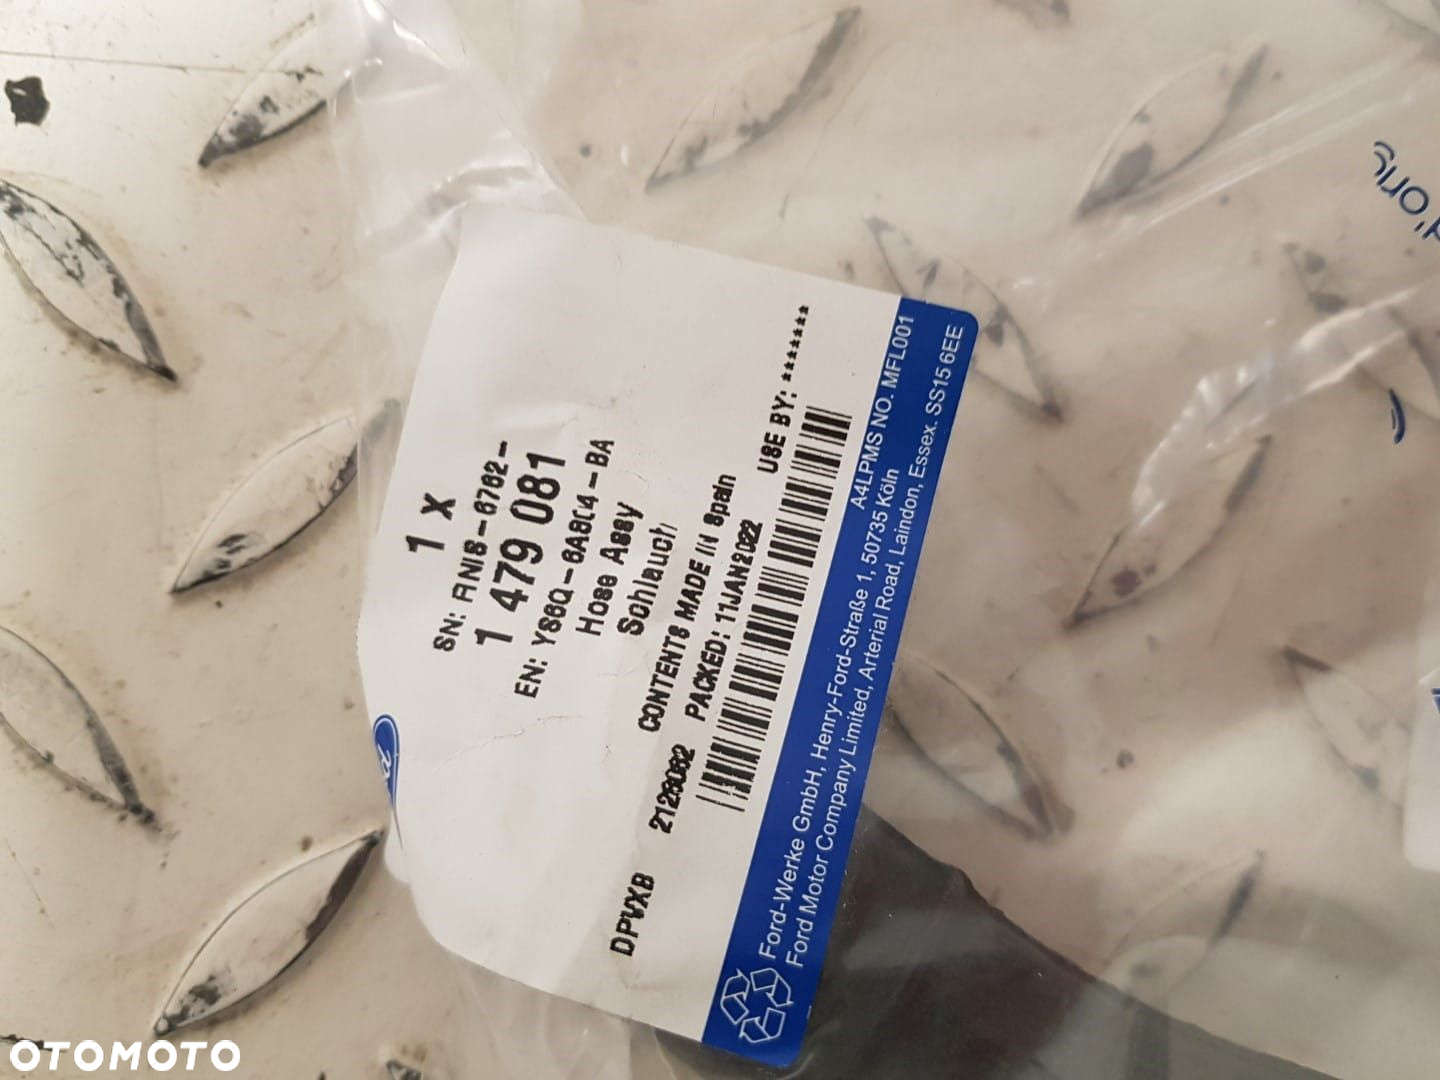 1 X
SN: RNIS-6762-
1 479 081
EN: YS6Q-6A8C4-BA
Hose Assy
Schlauch
CONTENTS MADE IN Spain
DPVXB 2128062 PACKED: 11JAN2022 USE BY: *******
A4LPMS NO. MFL001
Ford-Werke GmbH, Henry-Ford-Straße 1, 50735 Köln
Ford Motor Company Limited, Arterial Road, Laindon, Essex. SS15 6EE
d'orig
OTOMOTO